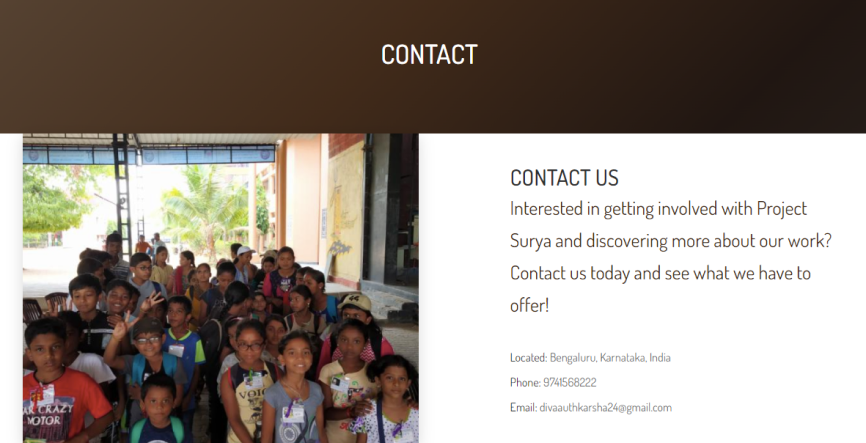 CONTACT
CONTACT US
Interested in getting involved with Project
Surya and discovering more about our work?
Contact us today and see what we have to
offer!
Located: Bengaluru, Karnataka, India
Phone: 9741568222
Email: divaauthkarsha24@gmail.com
CRAZY
MOTOR
VOICE